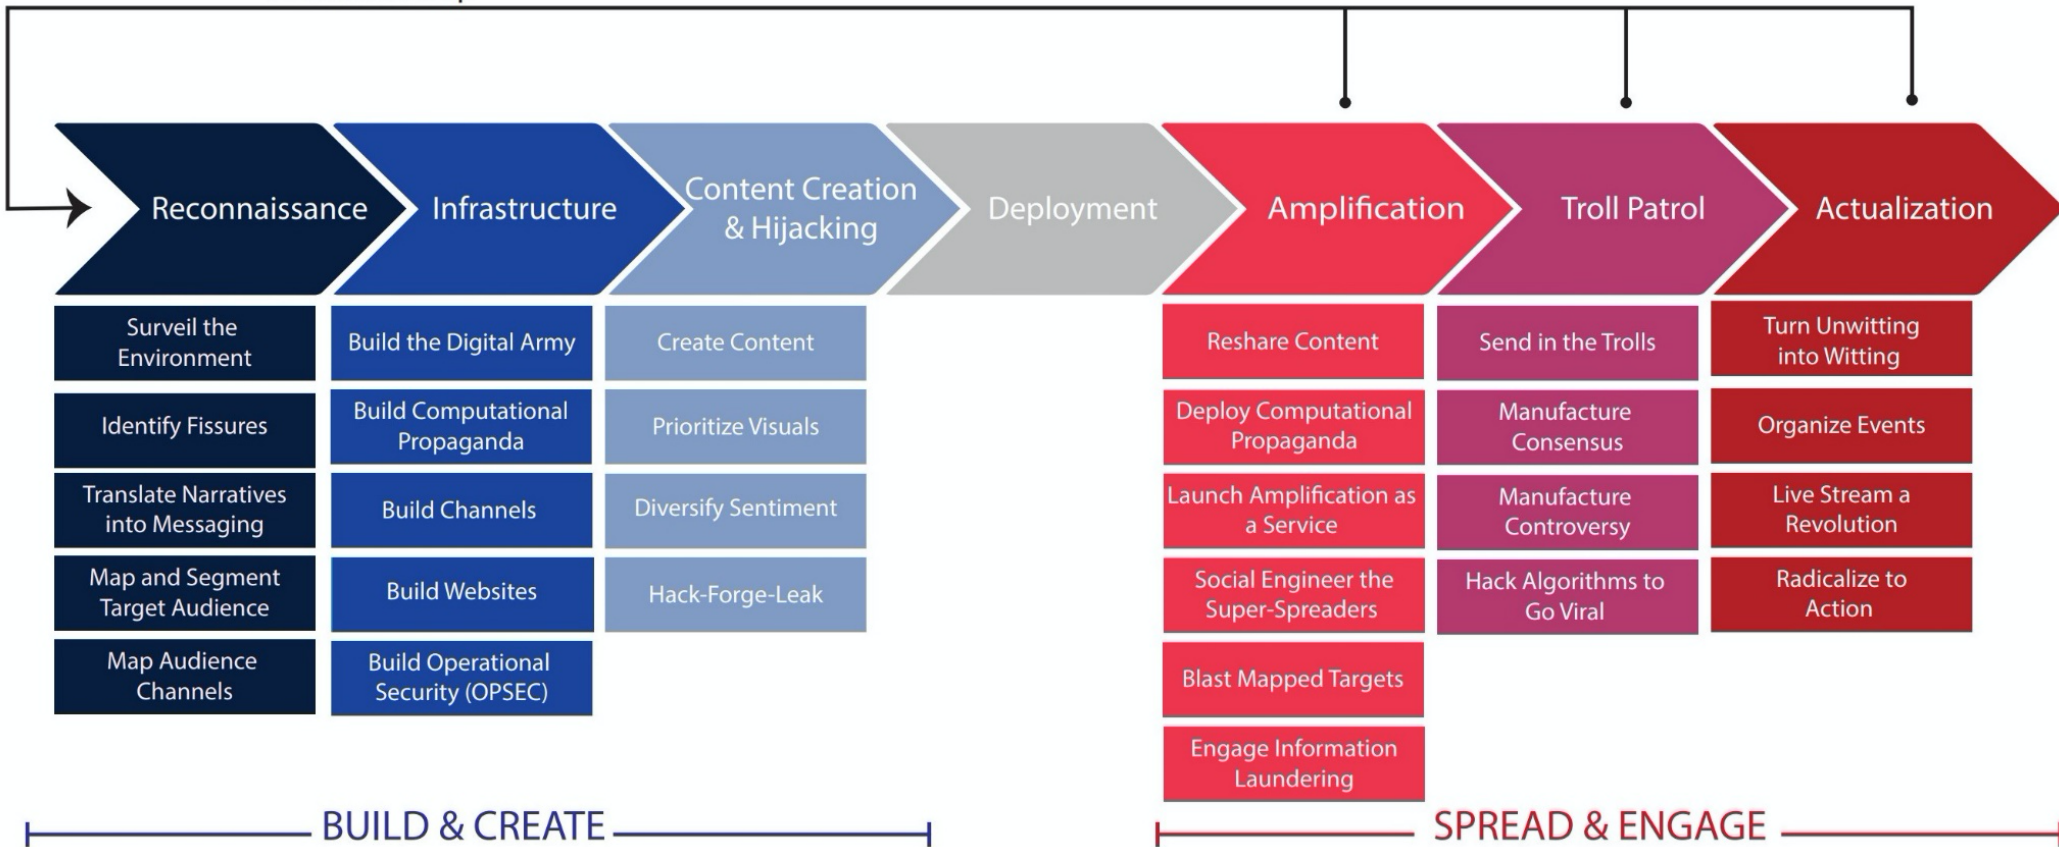 Reconnaissance
Infrastructure
Content Creation
& Hijacking
Deployment
Amplification
Troll Patrol
Actualization
Surveil the
Environment
Identify Fissures
Translate Narratives
into Messaging
Map and Segment
Target Audience
Map Audience
Channels
Build the Digital Army
Build Computational
Propaganda
Build Channels
Build Websites
Build Operational
Security (OPSEC)
Create Content
Prioritize Visuals
Diversify Sentiment
Hack-Forge-Leak
Reshare Content
Deploy Computational
Propaganda
Launch Amplification as
a Service
Social Engineer the
Super-Spreaders
Blast Mapped Targets
Engage Information
Laundering
Send in the Trolls
Manufacture
Consensus
Manufacture
Controversy
Hack Algorithms to
Go Viral
Turn Unwitting
into Witting
Organize Events
Live Stream a
Revolution
Radicalize to
Action
BUILD & CREATE
SPREAD & ENGAGE